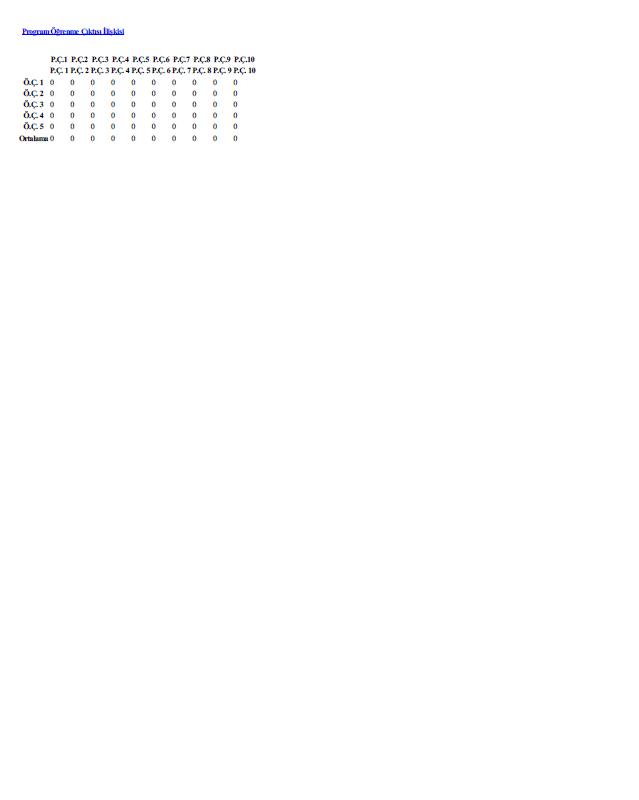 Program Öğrenme Çıktısı İlişkisi
P.Ç.1 P.Ç.2 P.Ç.3 P.Ç.4 P.Ç.5 P.Ç.6 P.Ç.7 P.Ç.8 P.Ç.9 P.Ç.10
P.Ç. 1 P.Ç. 2 P.Ç. 3 P.Ç. 4 P.Ç. 5 P.Ç. 6 P.Ç. 7 P.Ç. 8 P.Ç. 9 P.Ç. 10
Ö.Ç. 1 0 0 0 0 0 0 0 0 0 0
Ö.Ç. 2 0 0 0 0 0 0 0 0 0 0
Ö.Ç. 3 0 0 0 0 0 0 0 0 0 0
Ö.Ç. 4 0 0 0 0 0 0 0 0 0 0
Ö.Ç. 5 0 0 0 0 0 0 0 0 0 0
Ortalama 0 0 0 0 0 0 0 0 0 0